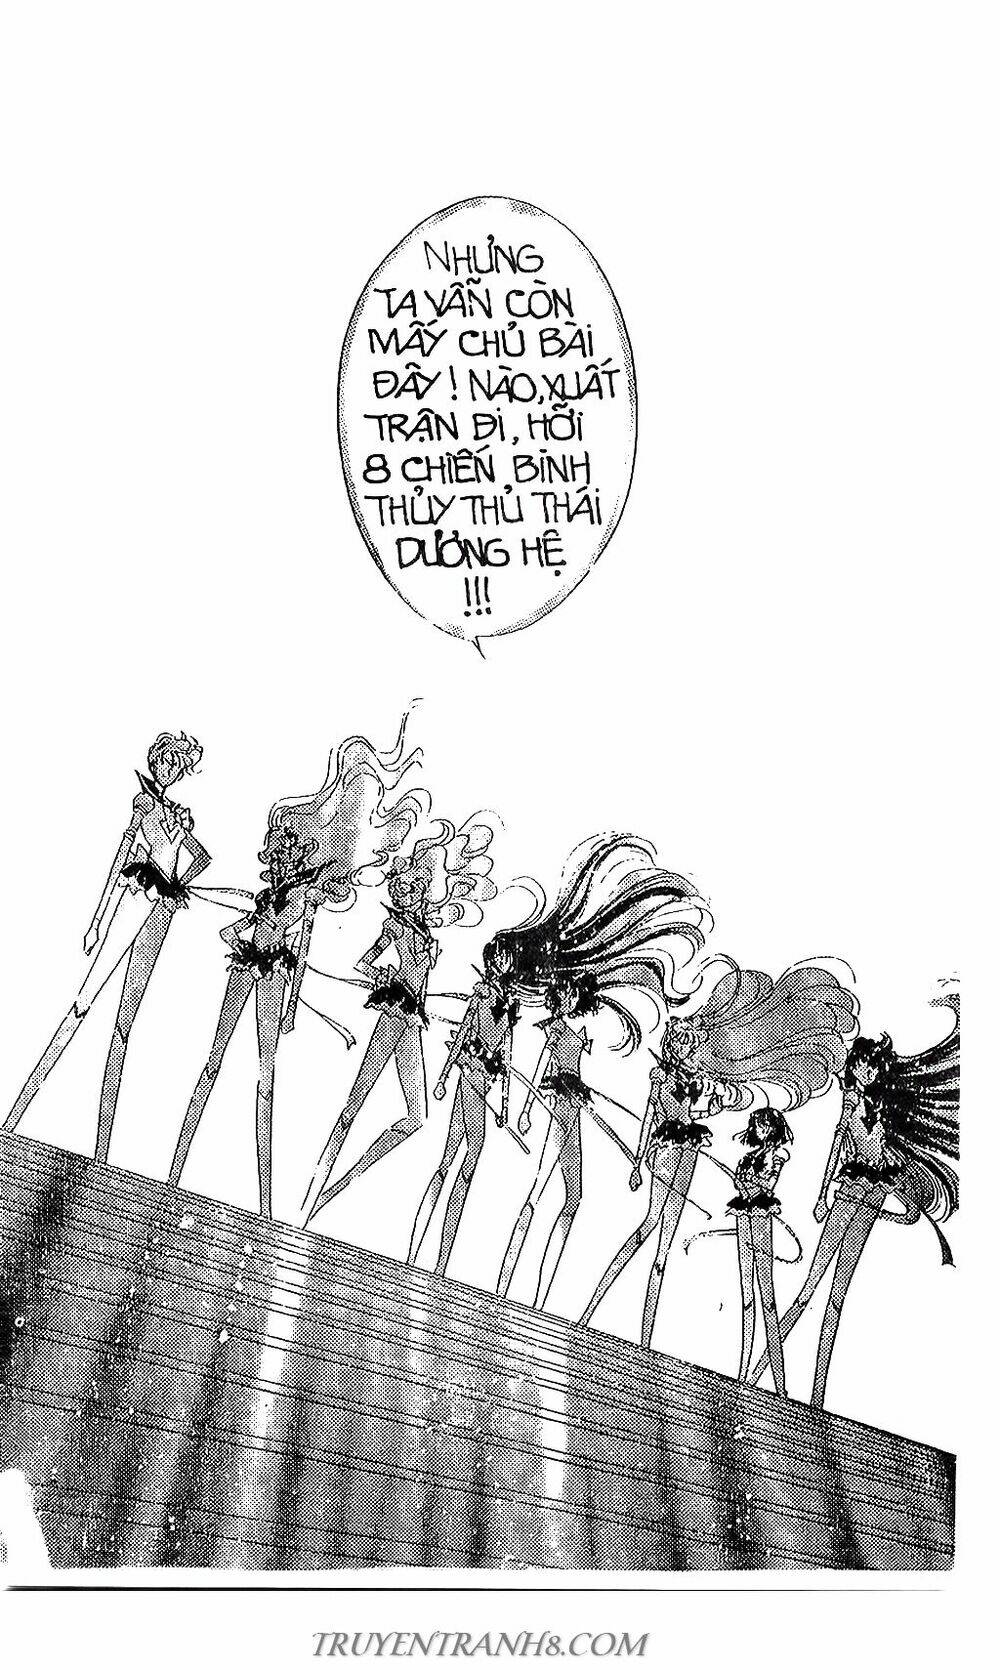 NHƯNG
TA VẪN CÒN
MẤY CHỦ BÀI
ĐÂY! NÀO, XUẤT
TRẬN ĐI, HỠI
8 CHIẾN BINH
THỦY THỦ THÁI
DƯƠNG HỆ
!!!
TRUYENTRANH8.COM